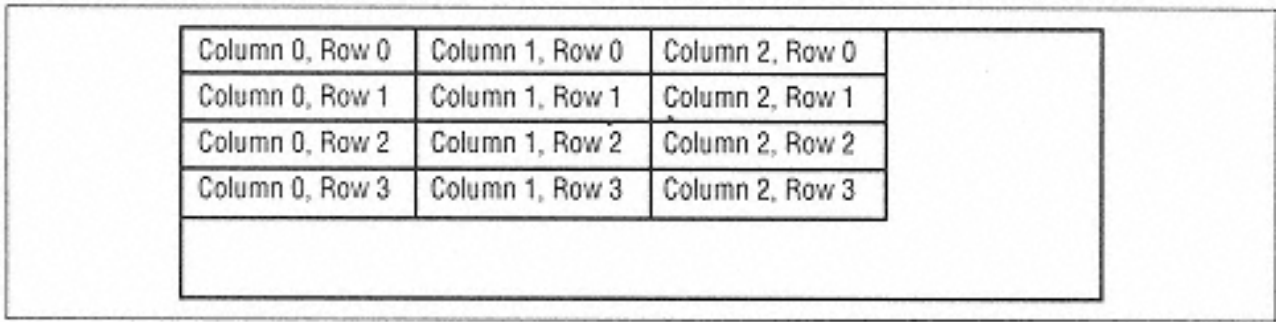 Column 0, Row 0 Column 1, Row 0 Column 2, Row 0
Column 0, Row 1 Column 1, Row 1 Column 2, Row 1
Column 0, Row 2 Column 1, Row 2 Column 2, Row 2
Column 0, Row 3 Column 1, Row 3 Column 2, Row 3